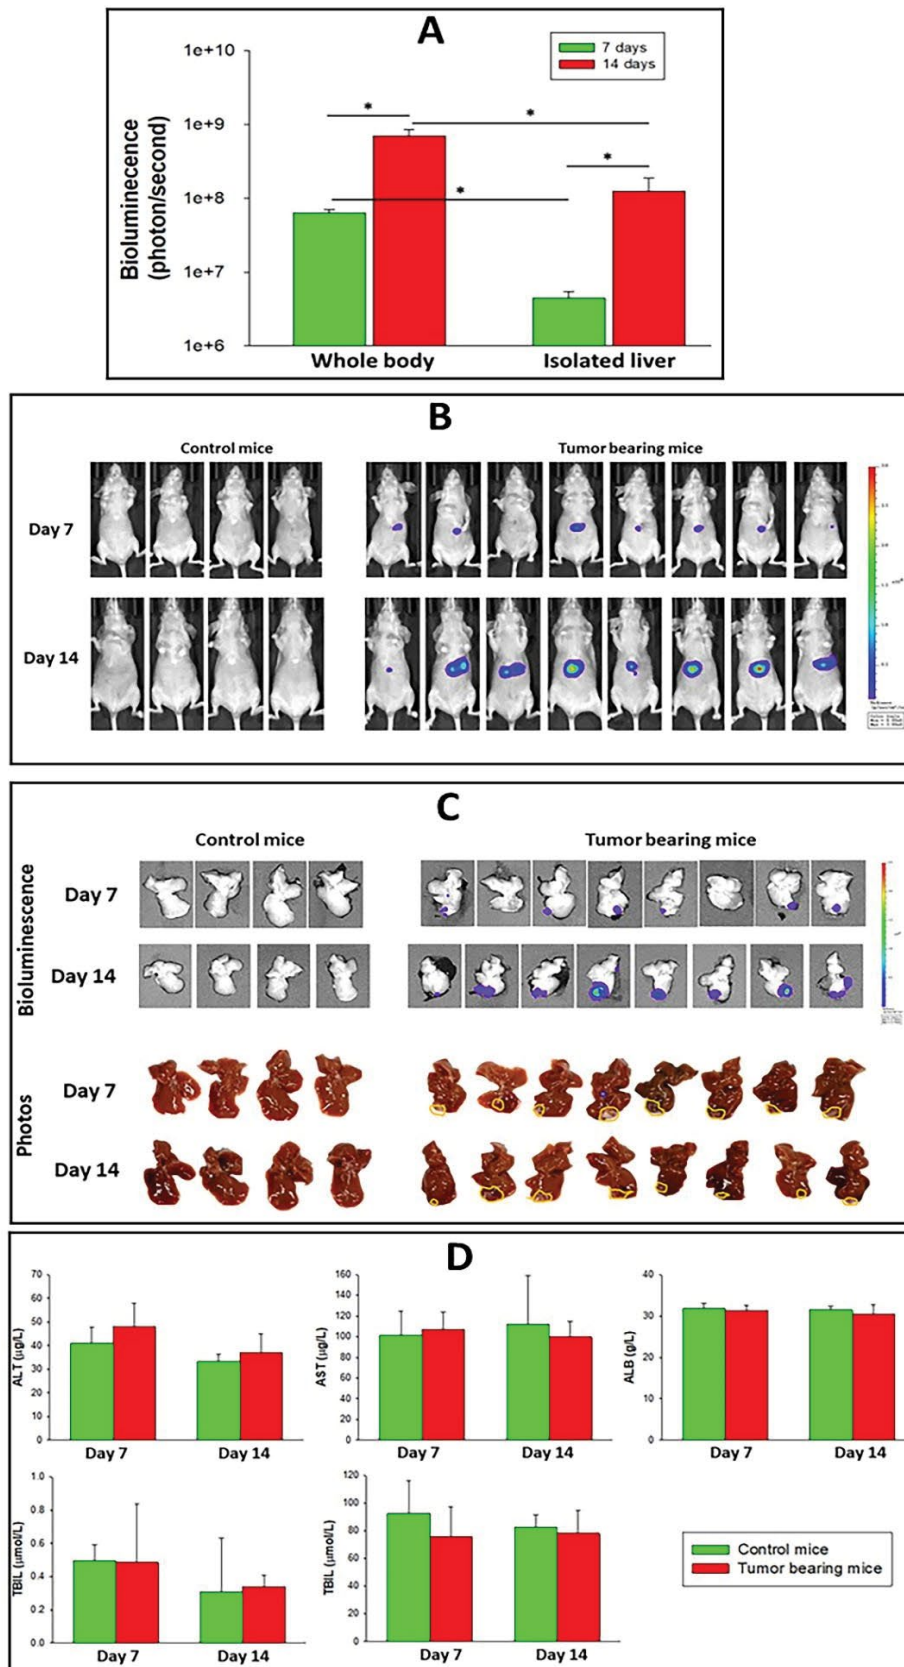 A
1e+10
1e+9
1e+8
1e+7
1e+6
Bioluminecence
(photon/second)
7 days
14 days
*
*
*
*
Whole body
Isolated liver
B
Control mice
Tumor bearing mice
Day 7
Day 14
C
Control mice
Tumor bearing mice
Bioluminescence
Day 7
Day 14
Photos
Day 7
Day 14
D
ALT (µg/L)
70
60
50
40
30
20
10
0
Day 7
Day 14
AST (µg/L)
160
140
120
100
80
60
40
20
0
Day 7
Day 14
ALB (g/L)
40
30
20
10
0
Day 7
Day 14
TBIL (µmol/L)
1.0
0.8
0.6
0.4
0.2
0.0
Day 7
Day 14
TBIL (µmol/L)
120
100
80
60
40
20
0
Day 7
Day 14
Control mice
Tumor bearing mice